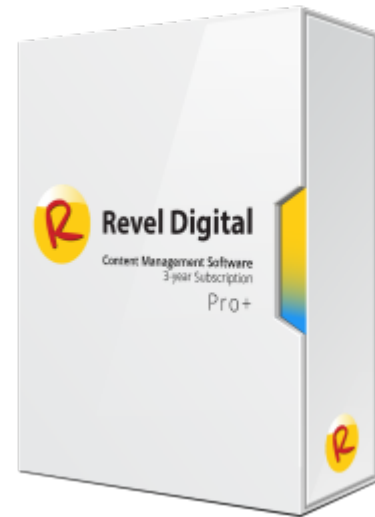 R Revel Digital
Content Management Software
3-year Subscription
Pro+
R